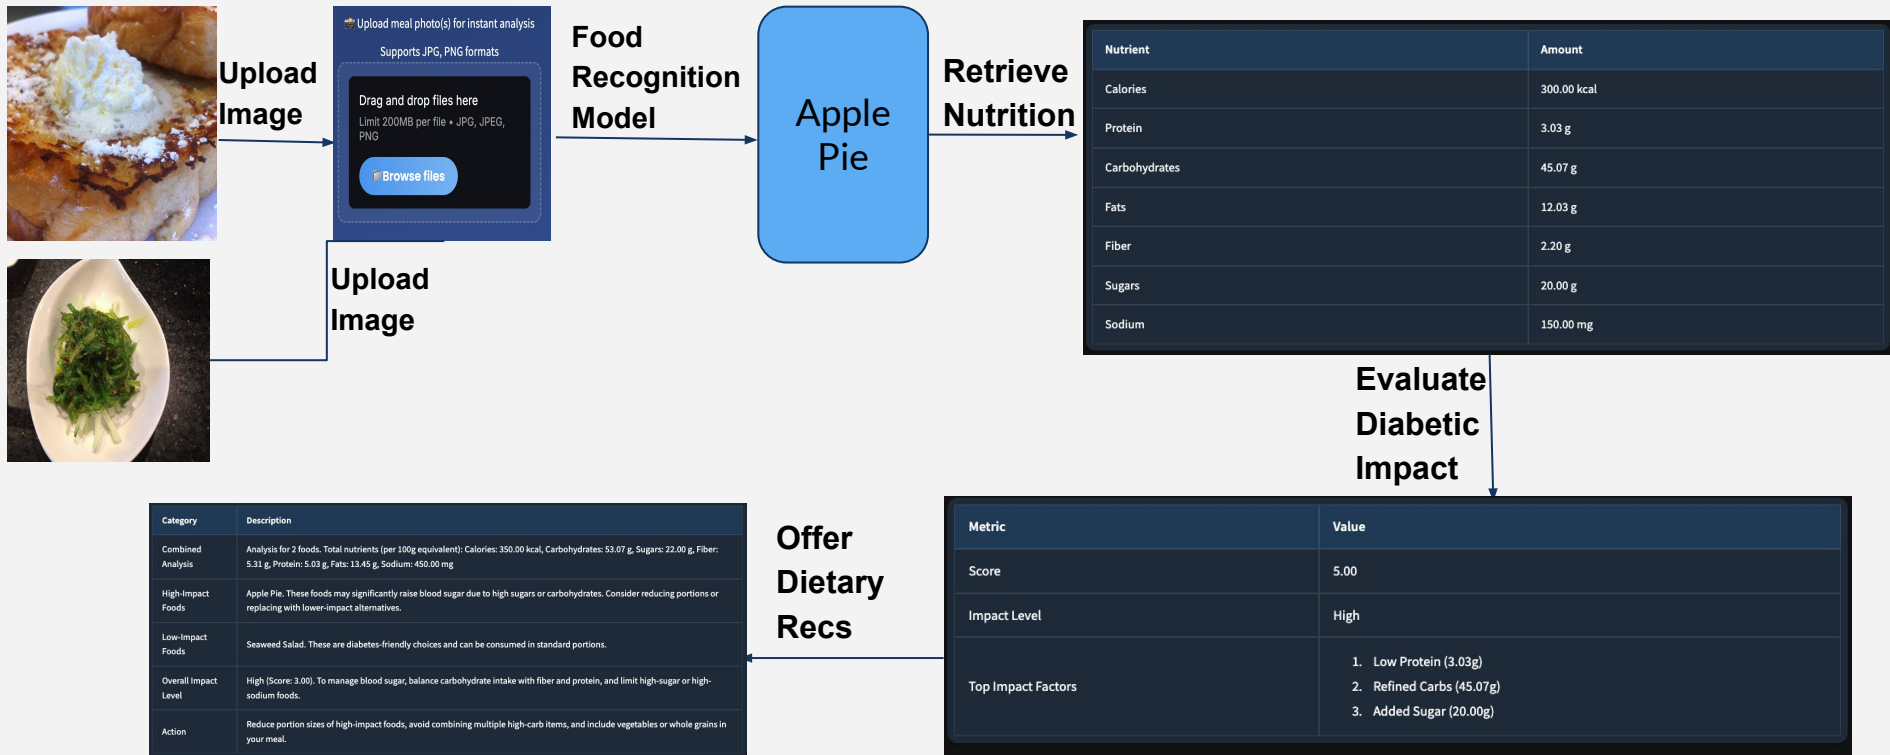 Upload
Image
📸Upload meal photo(s) for instant analysis
Supports JPG, PNG formats
Drag and drop files here
Limit 200MB per file • JPG, JPEG,
PNG
Browse files
Upload
Image
Food
Recognition
Model
Apple
Pie
Retrieve
Nutrition
Nutrient Amount
Calories 300.00 kcal
Protein 3.03 g
Carbohydrates 45.07 g
Fats 12.03 g
Fiber 2.20 g
Sugars 20.00 g
Sodium 150.00 mg
Evaluate
Diabetic
Impact
Metric Value
Score 5.00
Impact Level High
Top Impact Factors
1. Low Protein (3.03g)
2. Refined Carbs (45.07g)
3. Added Sugar (20.00g)
Offer
Dietary
Recs
Category Description
Combined
Analysis
Analysis for 2 foods. Total nutrients (per 100g equivalent): Calories: 350.00 kcal, Carbohydrates: 53.07 g, Sugars: 22.00 g, Fiber:
5.31 g, Protein: 5.03 g, Fats: 13.45 g, Sodium: 450.00 mg
High-Impact
Foods
Apple Pie. These foods may significantly raise blood sugar due to high sugars or carbohydrates. Consider reducing portions or
replacing with lower-impact alternatives.
Low-Impact
Foods
Seaweed Salad. These are diabetes-friendly choices and can be consumed in standard portions.
Overall Impact
Level
High (Score: 3.00). To manage blood sugar, balance carbohydrate intake with fiber and protein, and limit high-sugar or high-
sodium foods.
Action
Reduce portion sizes of high-impact foods, avoid combining multiple high-carb items, and include vegetables or whole grains in
your meal.